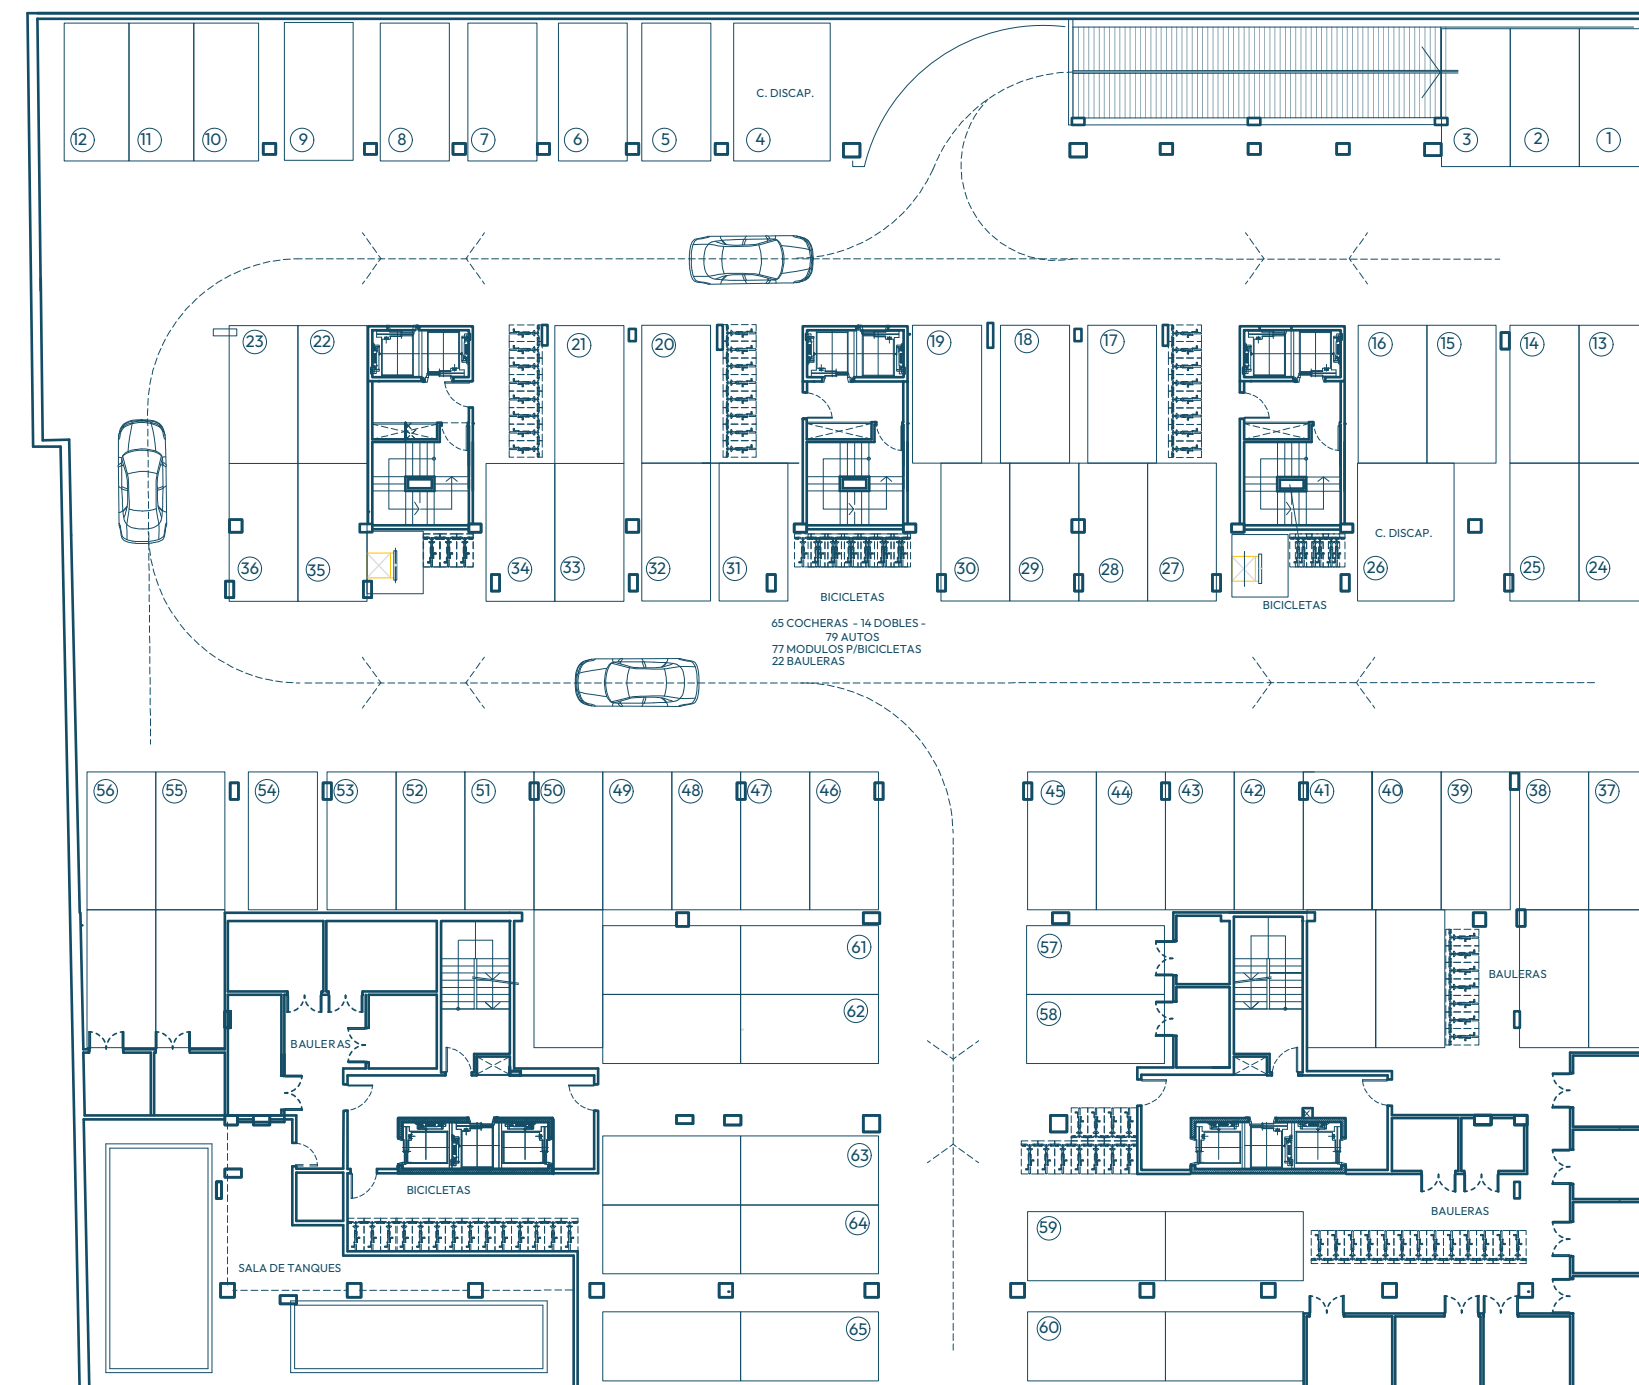 C. DISCAP.
12 11 10 9 8 7 6 5 4 3 2 1
23 22 21 20 19 18 17 16 15 14 13
C. DISCAP.
36 35 34 33 32 31 30 29 28 27 26 25 24
BICICLETAS
BICICLETAS
65 COCHERAS - 14 DOBLES -
79 AUTOS
77 MODULOS P/BICICLETAS
22 BAULERAS
56 55 54 53 52 51 50 49 48 47 46 45 44 43 42 41 40 39 38 37
61 57
BAULERAS
62 58
BAULERAS
63
BICICLETAS
BAULERAS
64 59
SALA DE TANQUES
65 60